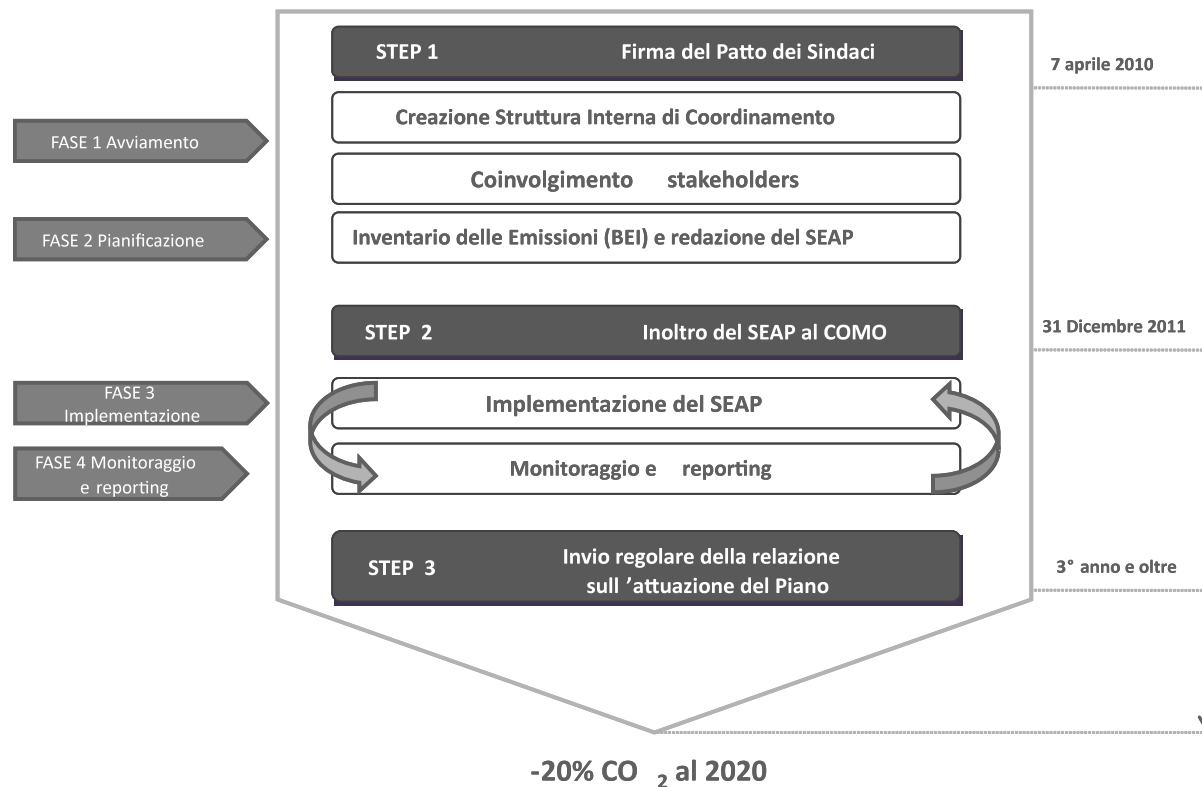 STEP 1 Firma del Patto dei Sindaci
7 aprile 2010
Creazione Struttura Interna di Coordinamento
FASE 1 Avviamento
Coinvolgimento stakeholders
FASE 2 Pianificazione
Inventario delle Emissioni (BEI) e redazione del SEAP
STEP 2 Inoltro del SEAP al COMO
31 Dicembre 2011
FASE 3
Implementazione
Implementazione del SEAP
FASE 4 Monitoraggio
e reporting
Monitoraggio e reporting
STEP 3 Invio regolare della relazione
sull ’attuazione del Piano
3° anno e oltre
-20% CO 2 al 2020